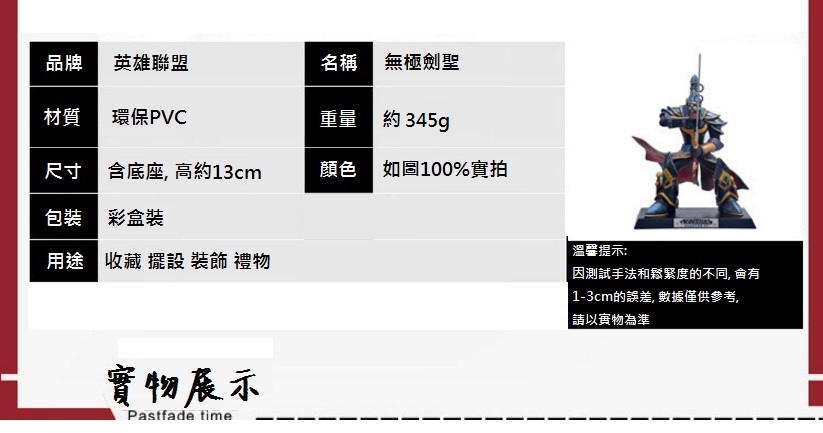 品牌 英雄聯盟 名稱 無極劍聖
材質 環保PVC 重量 約 345g
尺寸 含底座, 高約13cm 顏色 如圖100%實拍
包裝 彩盒裝
用途 收藏 擺設 裝飾 禮物
溫馨提示:
因測試手法和鬆緊度的不同, 會有
1-3cm的誤差, 數據僅供參考,
請以實物為準
實物展示
Pastfade time